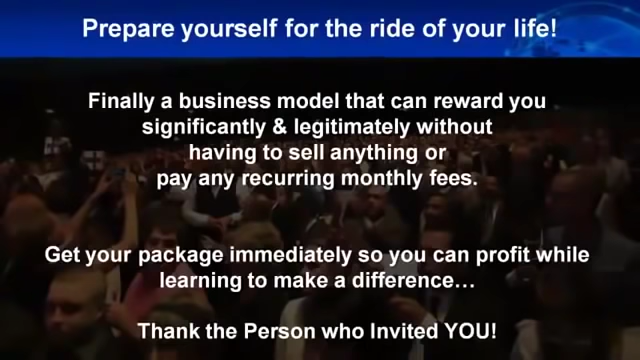 Prepare yourself for the ride of your life!
Finally a business model that can reward you
significantly & legitimately without
having to sell anything or
pay any recurring monthly fees.
Get your package immediately so you can profit while
learning to make a difference…
Thank the Person who Invited YOU!